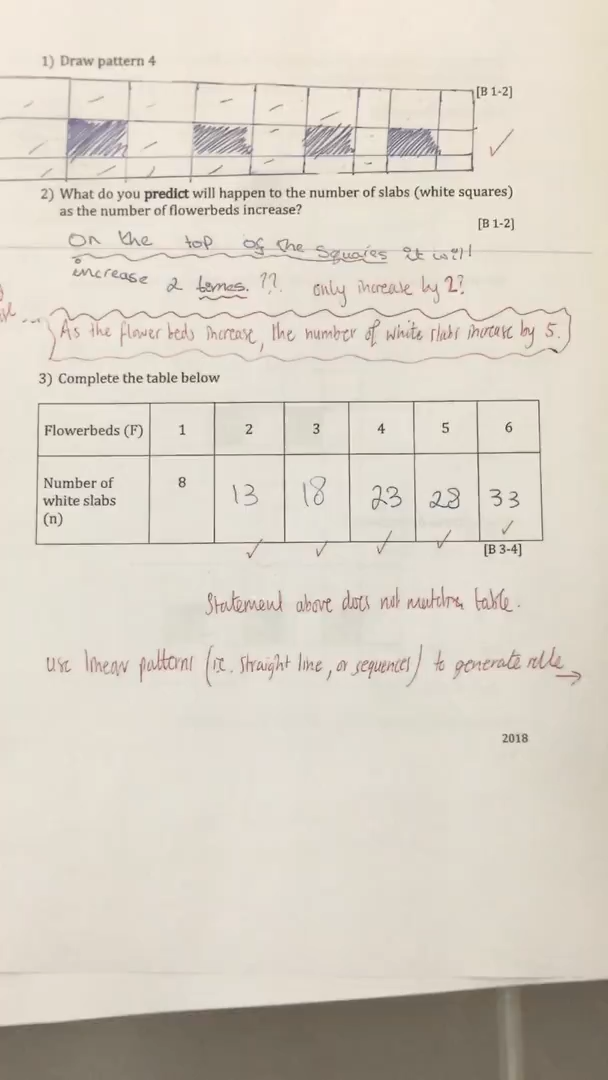 1) Draw pattern 4
[B 1-2]
2) What do you predict will happen to the number of slabs (white squares)
as the number of flowerbeds increase?
[B 1-2]
On the top of the squares it will
increase 2 temes. ?? only increase by 2?
As the flower beds increase, the number of white slabs increase by 5.
3) Complete the table below
Flowerbeds (F) 1 2 3 4 5 6
Number of white slabs (n) 8 13 18 23 28 33
[B 3-4]
Statement above does not match table.
use linear patterns (ie. straight line, or sequences) to generate rule →
2018